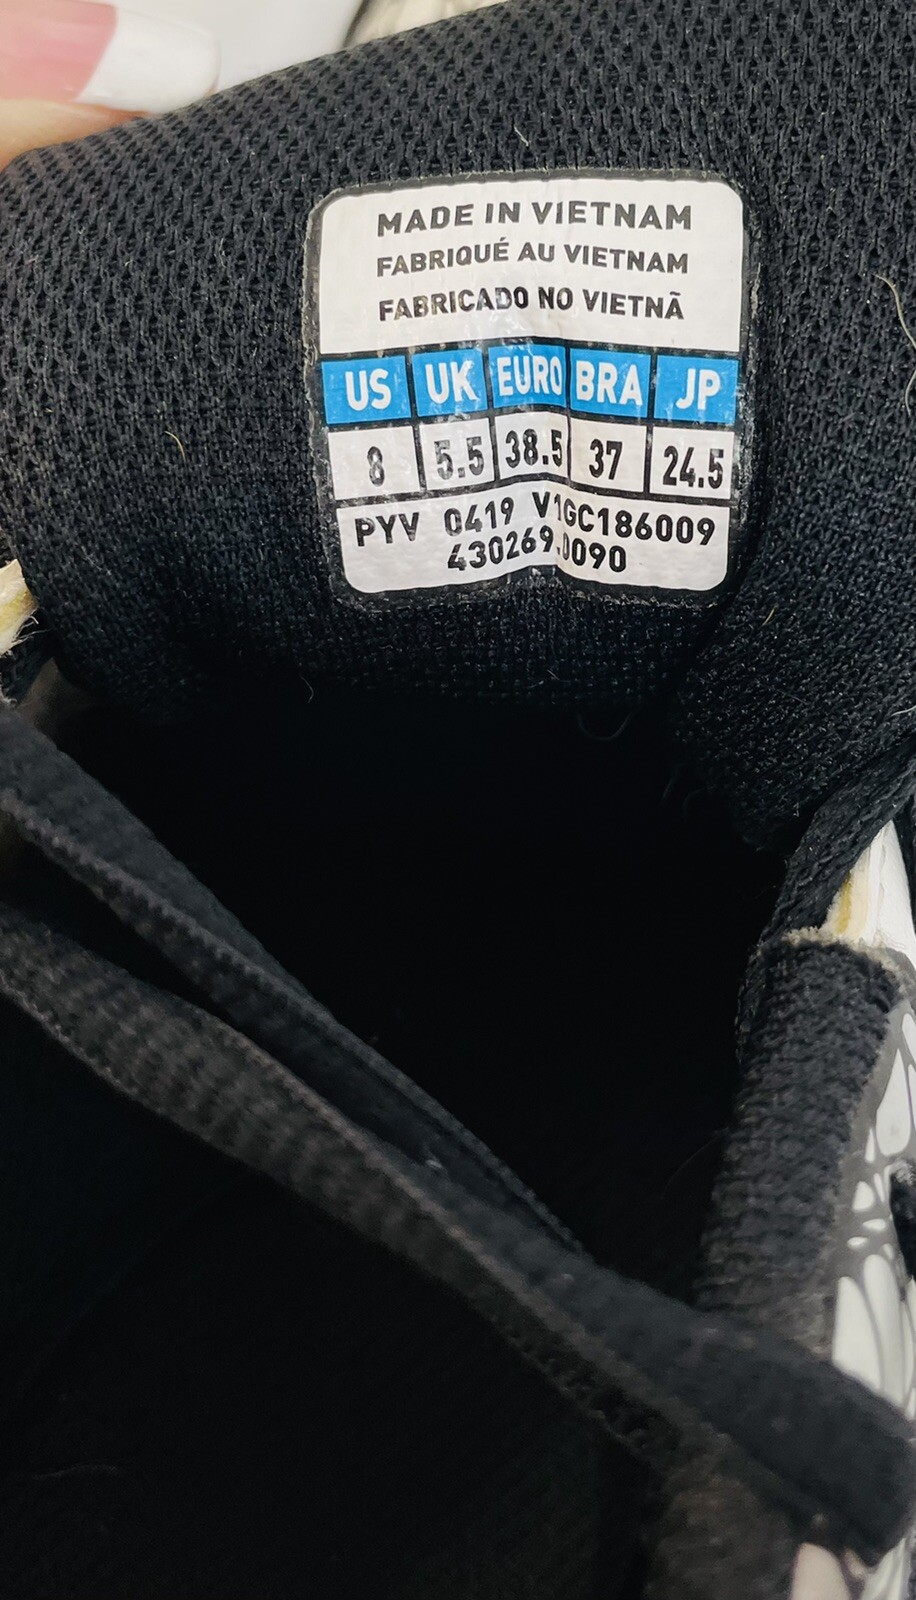 MADE IN VIETNAM
FABRIQUÉ AU VIETNAM
FABRICADO NO VIETNÃ
US UK EURO BRA JP
8 5.5 38.5 37 24.5
PYV 0419 V1GC186009
430269.0090